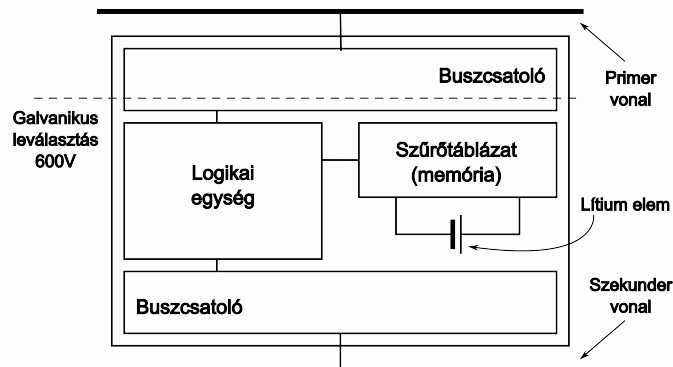 Buszcsatoló
Primer
vonal
Galvanikus
leválasztás
600V
Logikai
egység
Szűrőtáblázat
(memória)
Lítium elem
Buszcsatoló
Szekunder
vonal